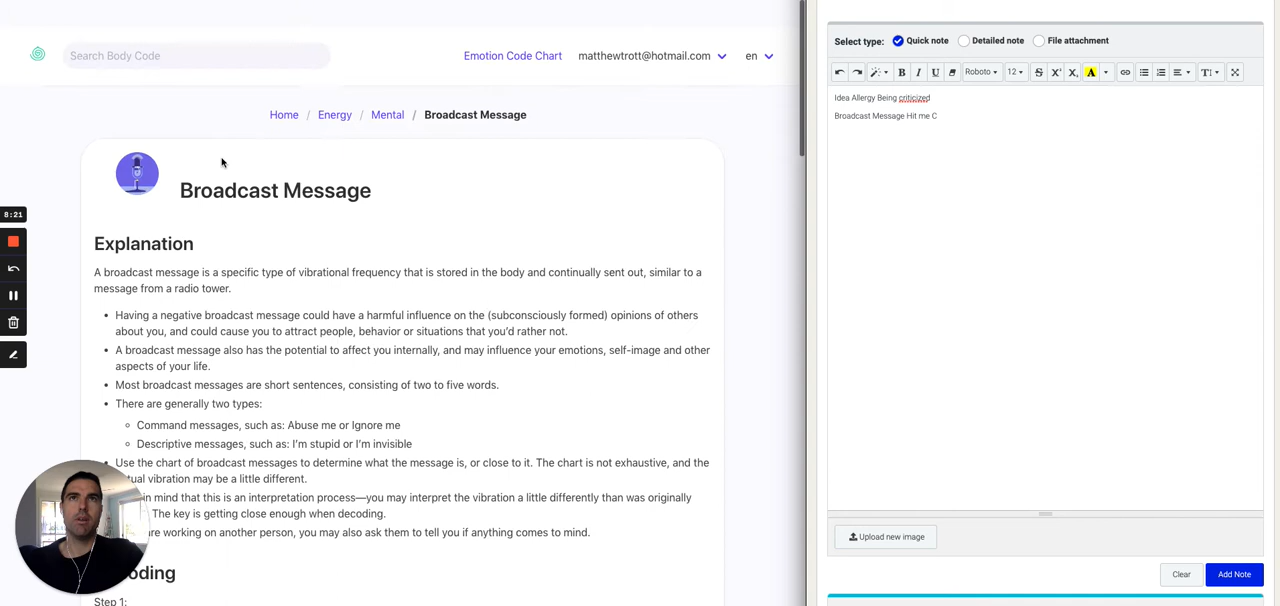 Search Body Code
Emotion Code Chart
matthewtrott@hotmail.com
en
Home / Energy / Mental / Broadcast Message
Broadcast Message
Explanation
A broadcast message is a specific type of vibrational frequency that is stored in the body and continually sent out, similar to a
message from a radio tower.
Having a negative broadcast message could have a harmful influence on the (subconsciously formed) opinions of others
about you, and could cause you to attract people, behavior or situations that you'd rather not.
A broadcast message also has the potential to affect you internally, and may influence your emotions, self-image and other
aspects of your life.
Most broadcast messages are short sentences, consisting of two to five words.
There are generally two types:
Command messages, such as: Abuse me or Ignore me
Descriptive messages, such as: I'm stupid or I'm invisible
Use the chart of broadcast messages to determine what the message is, or close to it. The chart is not exhaustive, and the
vibration may be a little different.
in mind that this is an interpretation process—you may interpret the vibration a little differently than was originally
The key is getting close enough when decoding.
are working on another person, you may also ask them to tell you if anything comes to mind.
Step 1:
8:21
Select type: Quick note Detailed note File attachment
B I U Roboto 12 S X X A T
Idea Allergy Being criticized
Broadcast Message Hit me C
Upload new image
Clear
Add Note